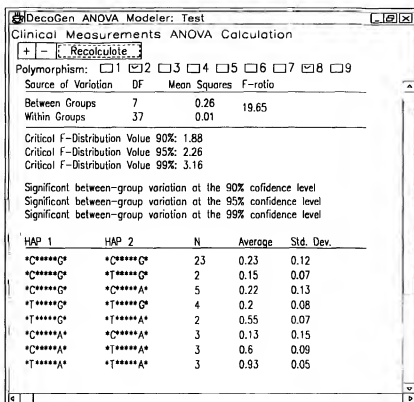 DecoGen ANOVA Modeler: Test
Clinical Measurements ANOVA Calculation
+ - Recalculate
Polymorphism: 1 2 3 4 5 6 7 8 9
Source of Variation DF Mean Squares F-ratio
Between Groups 7 0.26 19.65
Within Groups 37 0.01
Critical F-Distribution Value 90%: 1.88
Critical F-Distribution Value 95%: 2.26
Critical F-Distribution Value 99%: 3.16
Significant between-group variation at the 90% cofidence level
Significant between-group variation at the 95% confidence level
Significant between-group variation at the 99% confidence level
HAP 1 HAP 2 N Average Std. Dev.
*C*****G* *C*****G* 23 0.23 0.12
*C*****G* *T*****G* 2 0.15 0.07
*C*****G* *C*****A* 5 0.22 0.13
*T*****G* *T*****G* 4 0.2 0.08
*T*****G* *T*****A* 2 0.55 0.07
*C*****A* *C*****A* 3 0.13 0.15
*C*****A* *T*****A* 3 0.6 0.09
*T*****A* *T*****A* 3 0.93 0.05